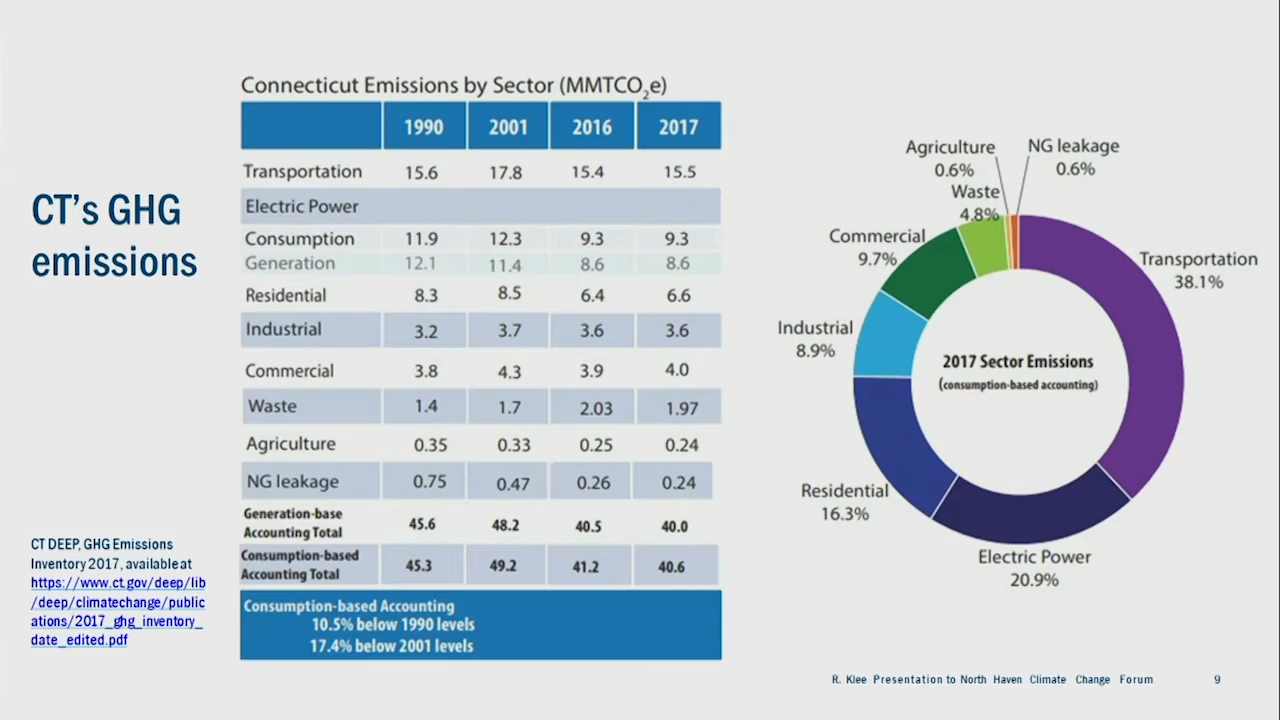 CT's GHG
emissions
CT DEEP, GHG Emissions
Inventory 2017, available at
https://www.ct.gov/deep/lib
/deep/climatechange/public
ations/2017_ghg_inventory_
date_edited.pdf
Connecticut Emissions by Sector (MMTCO2e)
1990 2001 2016 2017
Transportation 15.6 17.8 15.4 15.5
Electric Power
Consumption 11.9 12.3 9.3 9.3
Generation 12.1 11.4 8.6 8.6
Residential 8.3 8.5 6.4 6.6
Industrial 3.2 3.7 3.6 3.6
Commercial 3.8 4.3 3.9 4.0
Waste 1.4 1.7 2.03 1.97
Agriculture 0.35 0.33 0.25 0.24
NG leakage 0.75 0.47 0.26 0.24
Generation-base
Accounting Total 45.6 48.2 40.5 40.0
Consumption-based
Accounting Total 45.3 49.2 41.2 40.6
Consumption-based Accounting
10.5% below 1990 levels
17.4% below 2001 levels
Agriculture
0.6%
NG leakage
0.6%
Waste
4.8%
Commercial
9.7%
Transportation
38.1%
Industrial
8.9%
2017 Sector Emissions
(consumption-based accounting)
Residential
16.3%
Electric Power
20.9%
R. Klee Presentation to North Haven Climate Change Forum 9